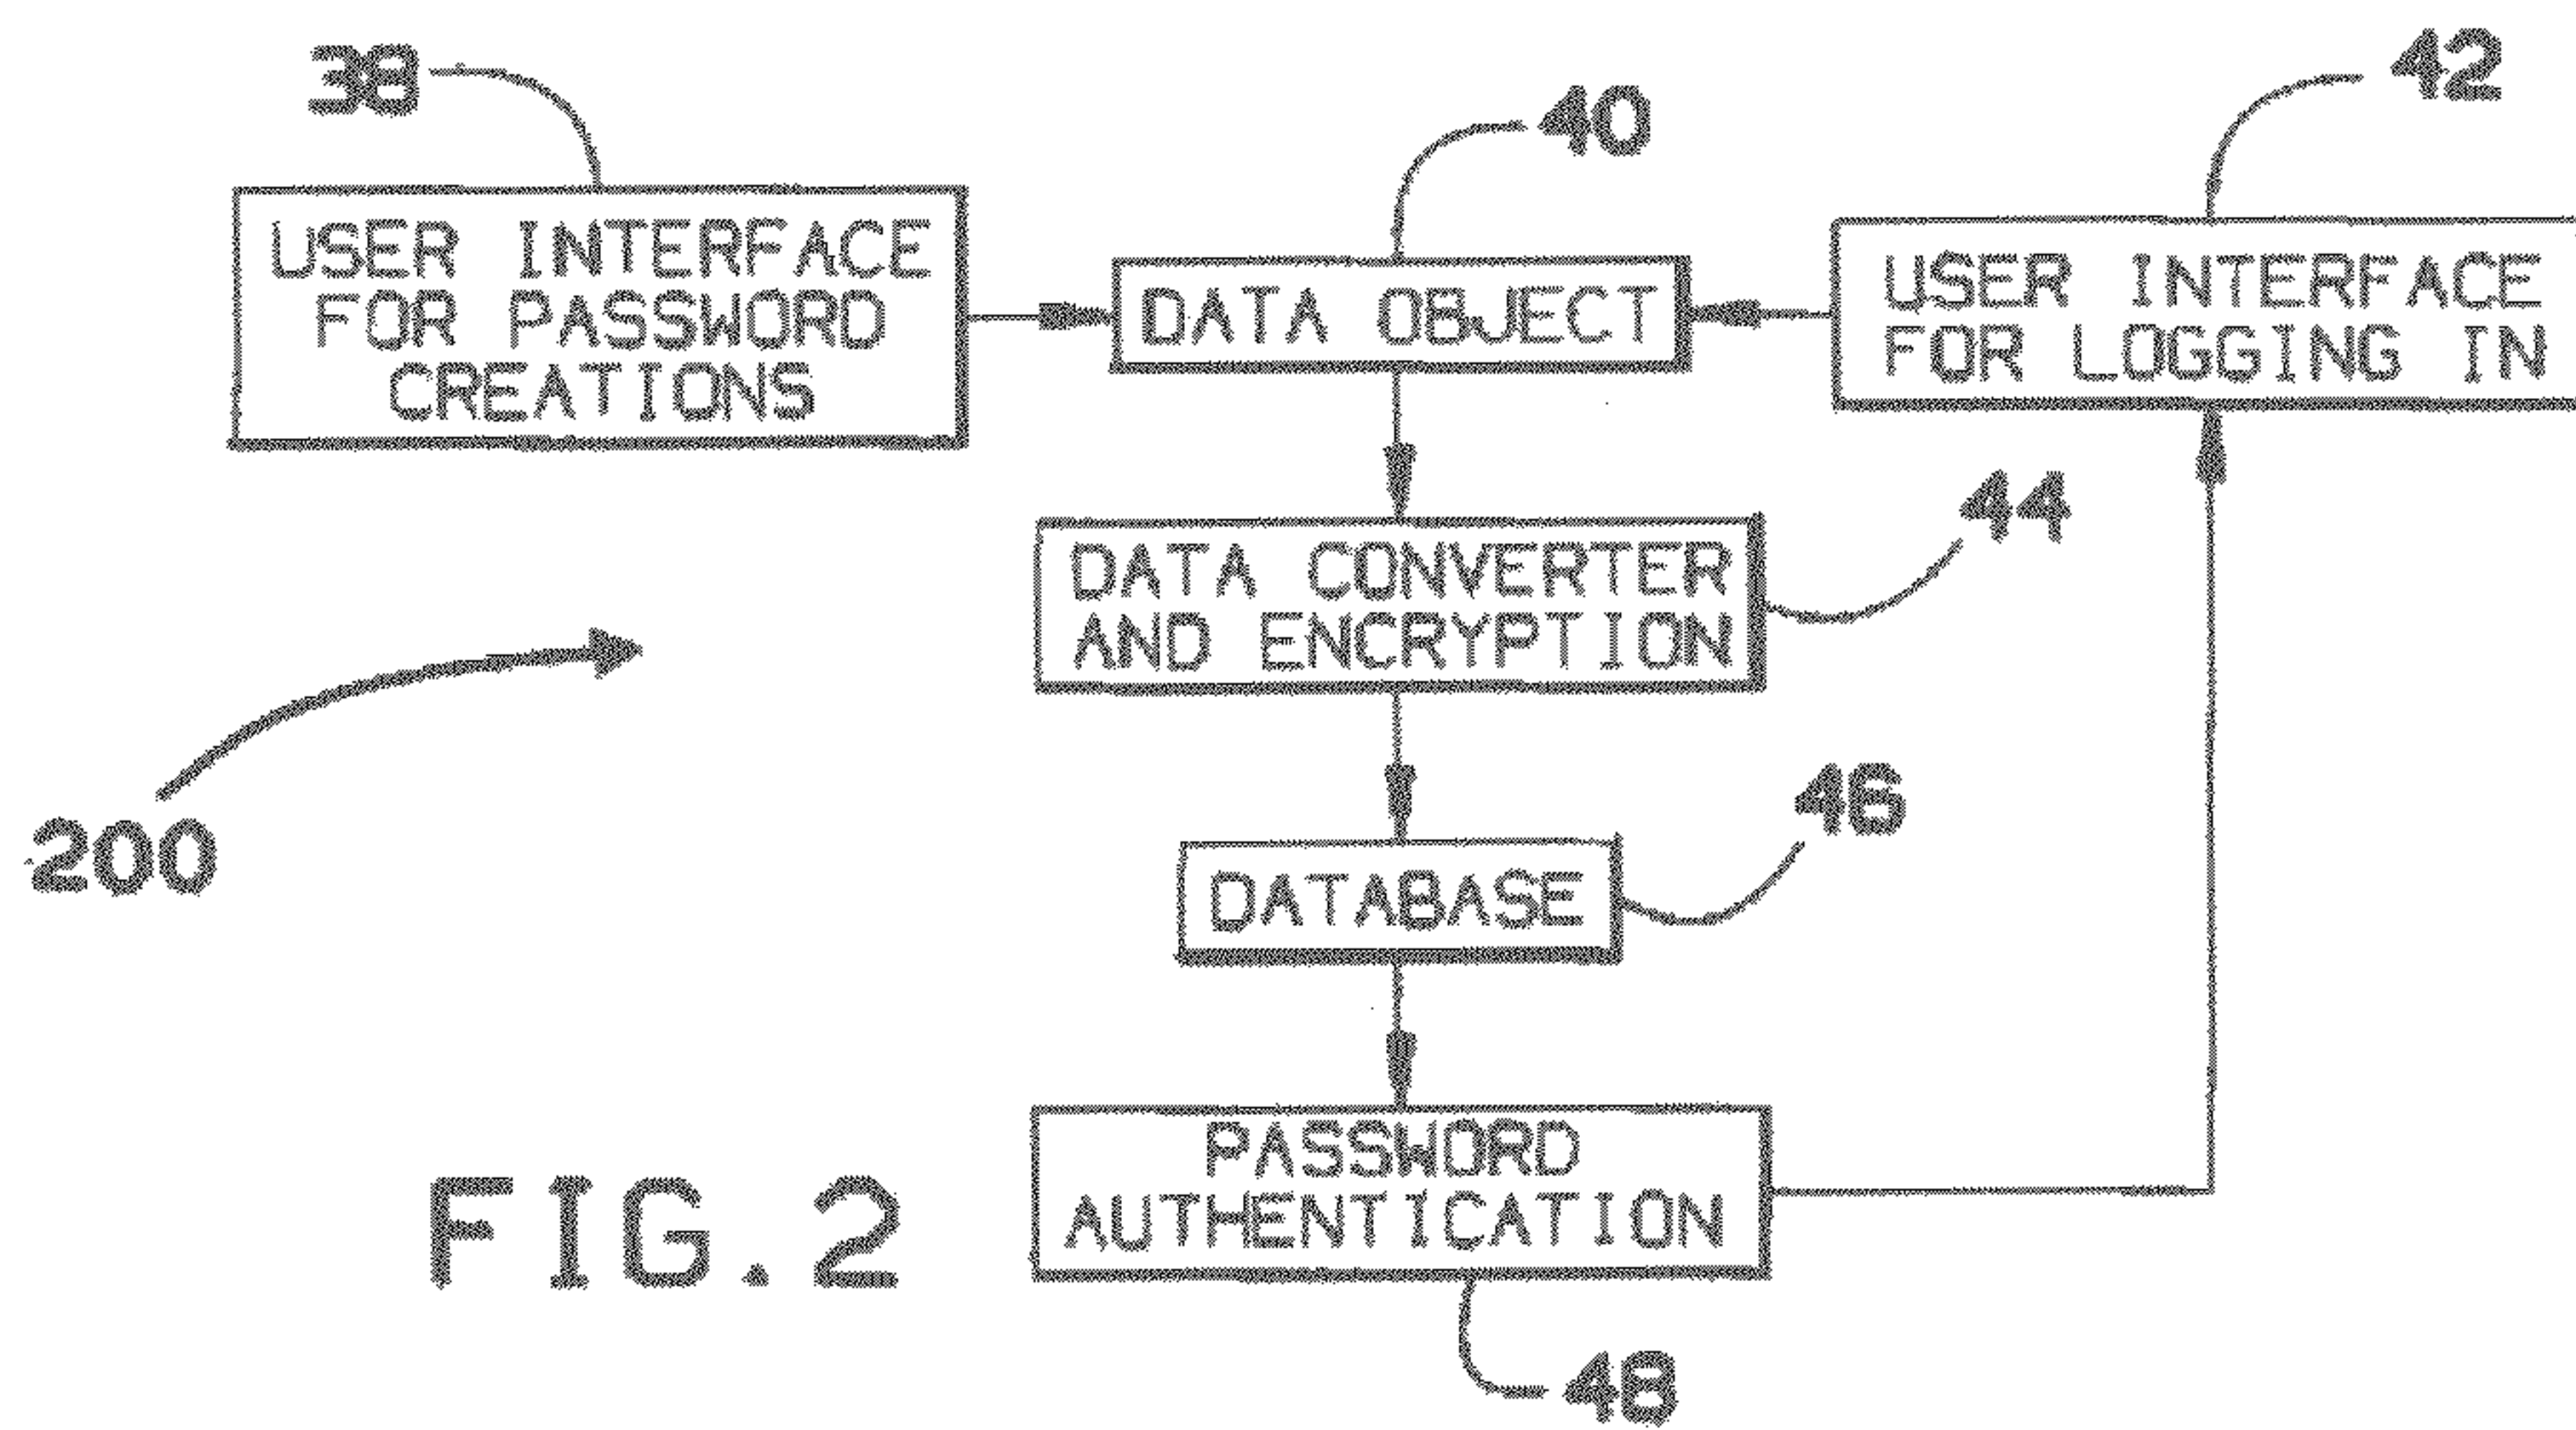 38
40
42
USER INTERFACE
FOR PASSWORD
CREATIONS
DATA OBJECT
USER INTERFACE
FOR LOGGING IN
44
DATA CONVERTER
AND ENCRYPTION
200
46
DATABASE
PASSWORD
AUTHENTICATION
FIG.2
48